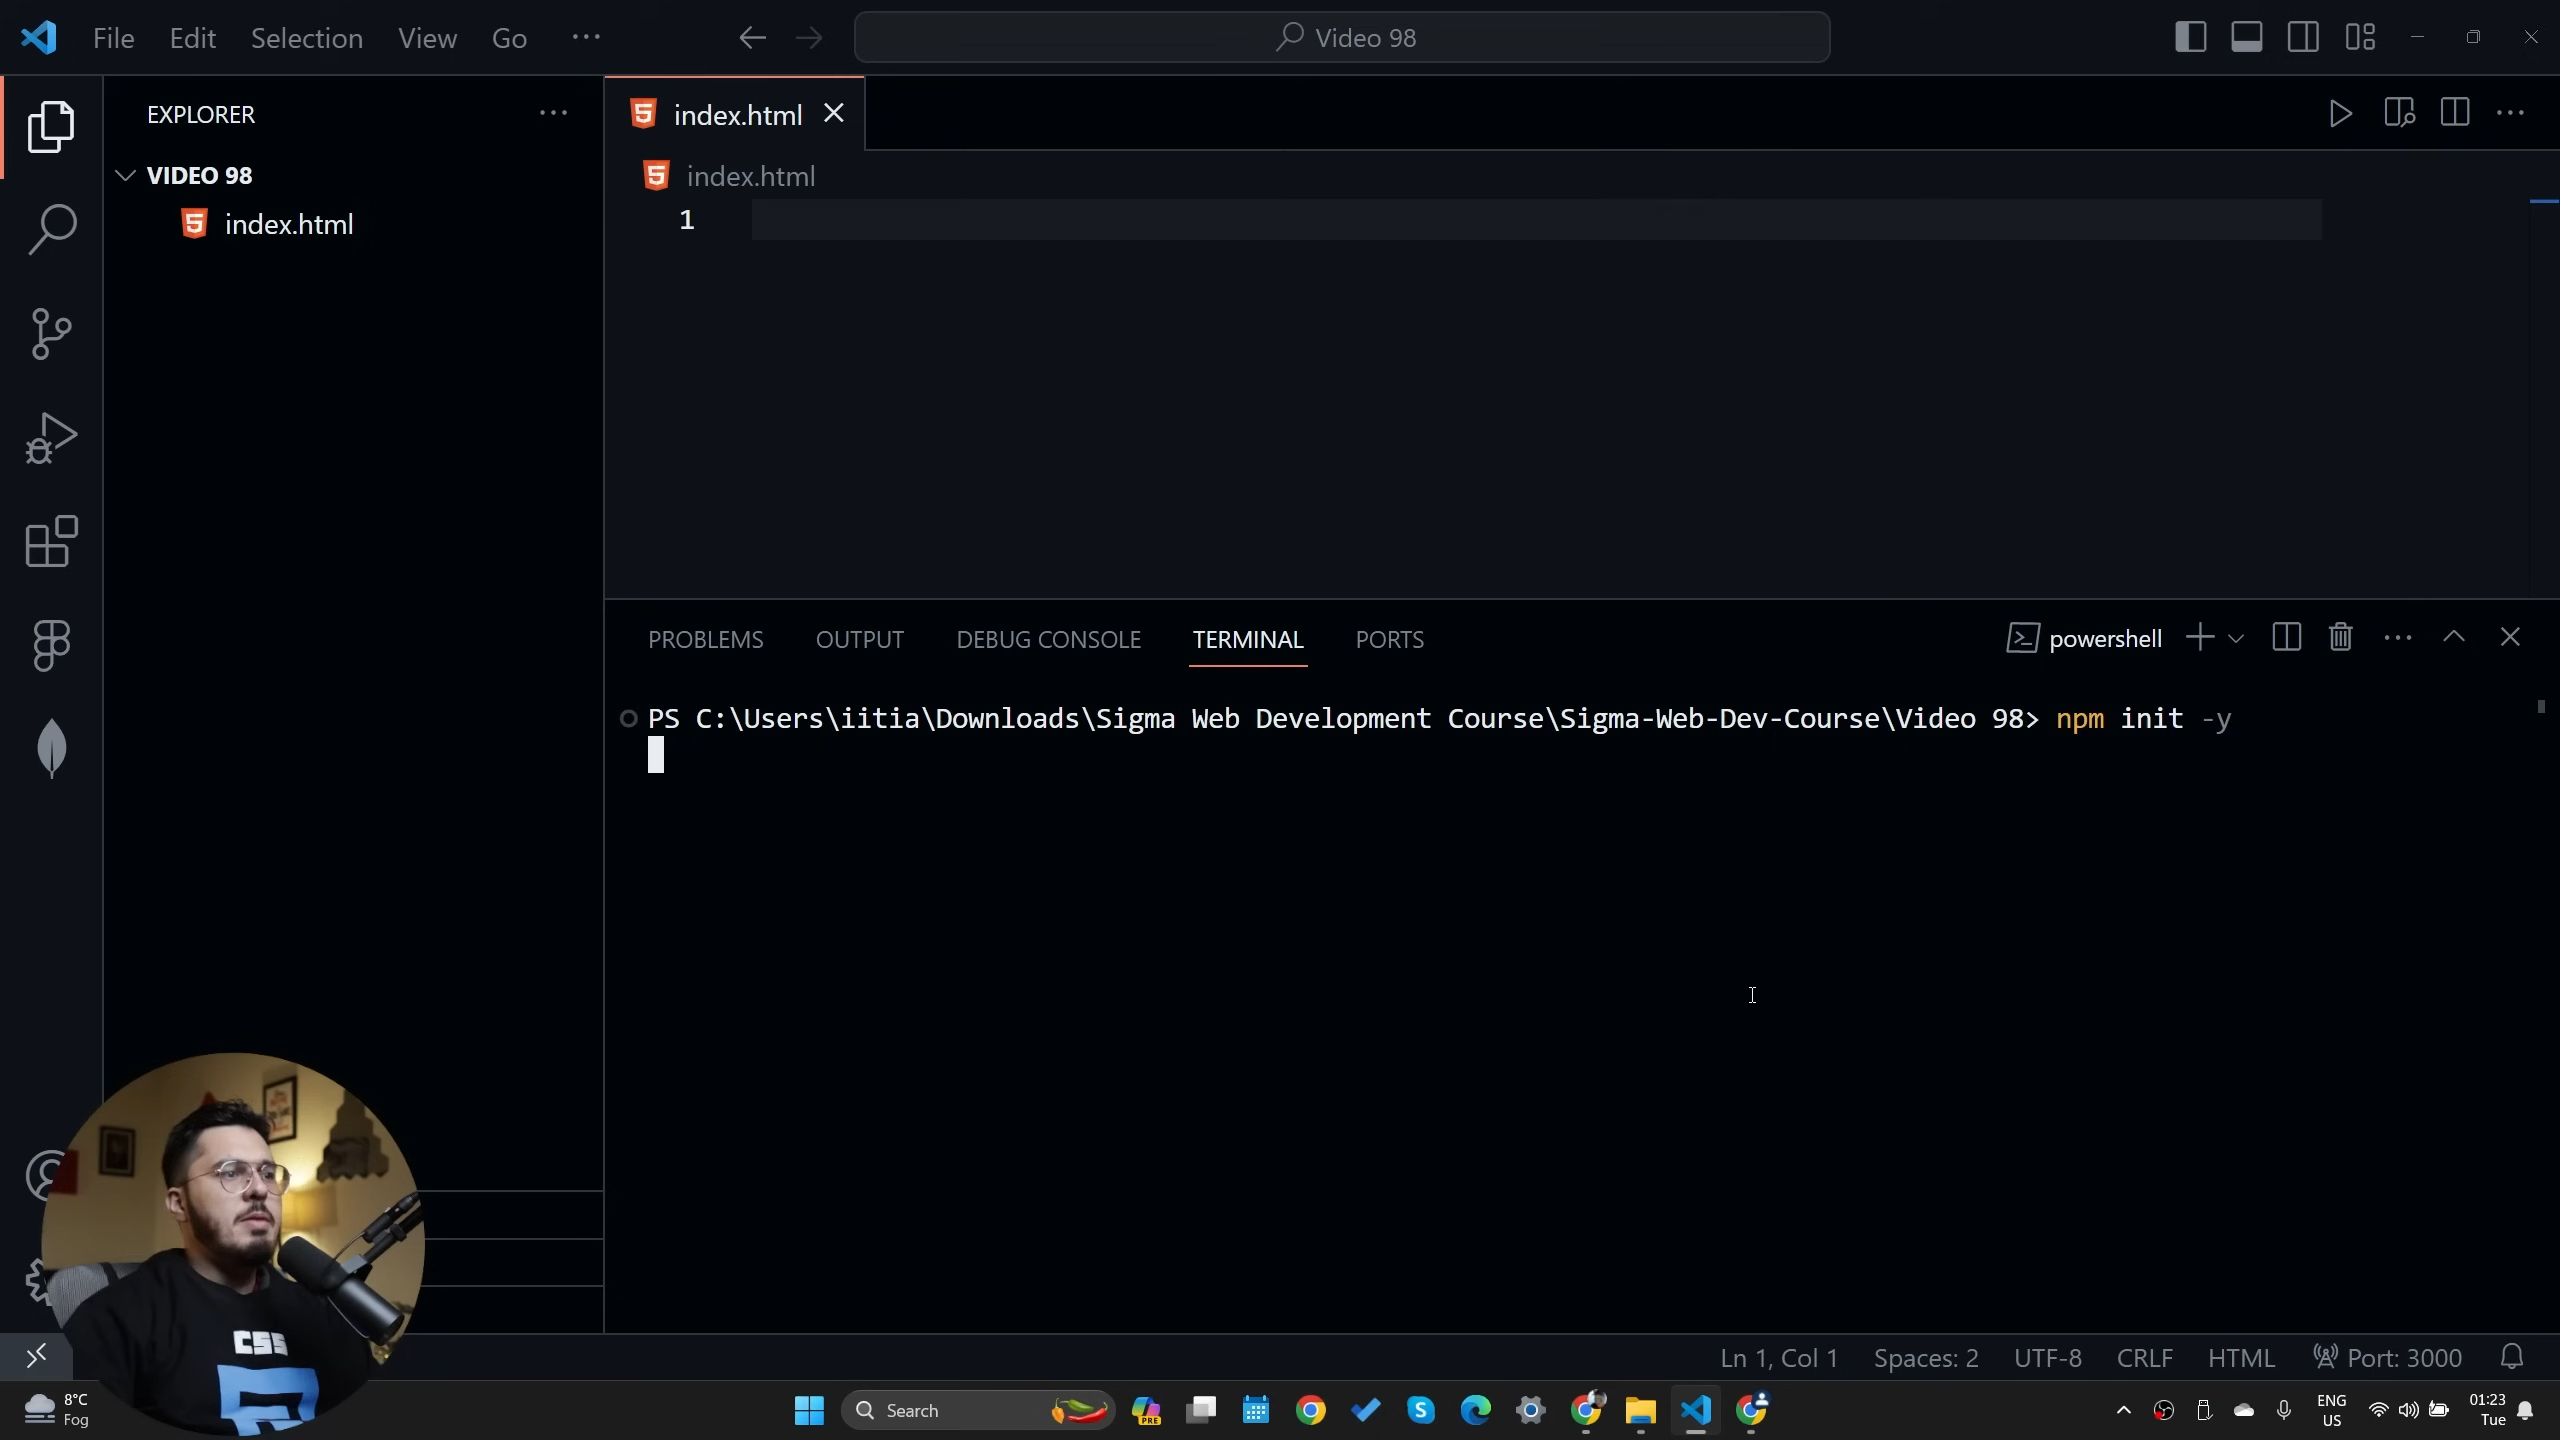 File Edit Selection View Go ···
Video 98
EXPLORER ···
VIDEO 98
index.html
index.html
index.html
1
PROBLEMS OUTPUT DEBUG CONSOLE TERMINAL PORTS
powershell
PS C:\Users\iitia\Downloads\Sigma Web Development Course\Sigma-Web-Dev-Course\Video 98> npm init -y
CSS
Ln 1, Col 1 Spaces: 2 UTF-8 CRLF HTML Port: 3000
8°C
Fog
Search
PRE
ENG
US
01:23
Tue